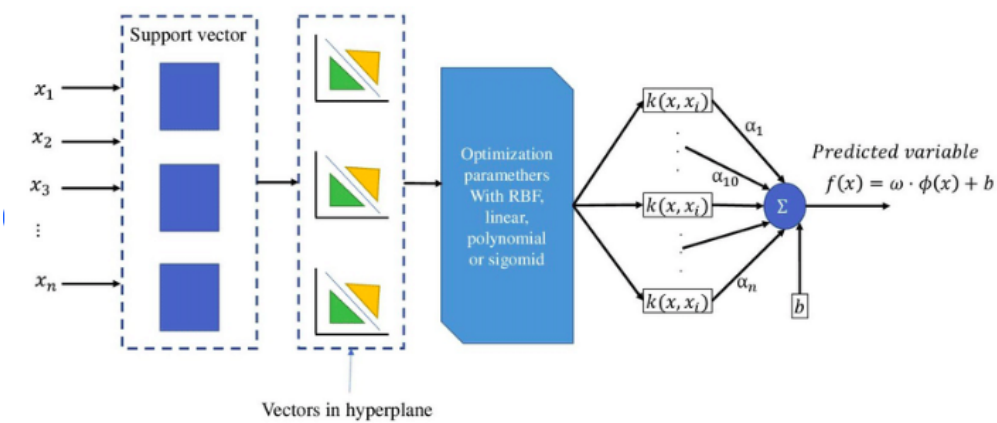 Support vector
x₁
x₂
x₃
⋮
xₙ
Vectors in hyperplane
Optimization
paramethers
With RBF,
linear,
polynomial
or sigomid
k(x, xᵢ)
k(x, xᵢ)
k(x, xᵢ)
α₁
α₁₀
αₙ
Σ
b
Predicted variable
f(x) = ω · ϕ(x) + b